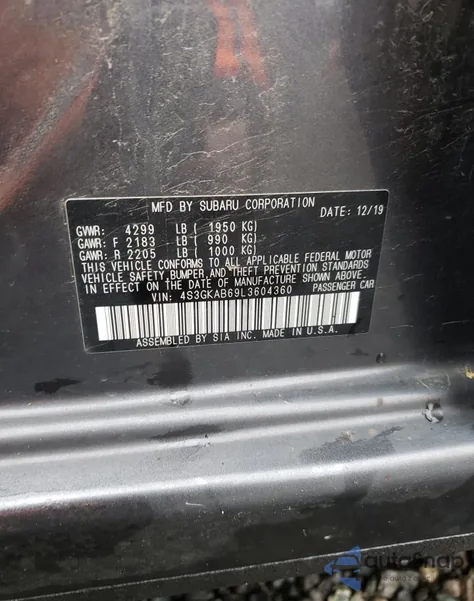 MFD BY SUBARU CORPORATION
DATE: 12/19
GVWR: 4299 LB ( 1950 KG)
GAWR: F 2183 LB ( 990 KG)
GAWR: R 2205 LB ( 1000 KG)
THIS VEHICLE CONFORMS TO ALL APPLICABLE FEDERAL MOTOR
VEHICLE SAFETY,BUMPER,AND THEFT PREVENTION STANDARDS
IN EFFECT ON THE DATE OF MANUFACTURE SHOWN ABOVE.
VIN: 4S3GKAB69L3604360 PASSENGER CAR
ASSEMBLED BY SIA INC. MADE IN U.S.A.
autosnap